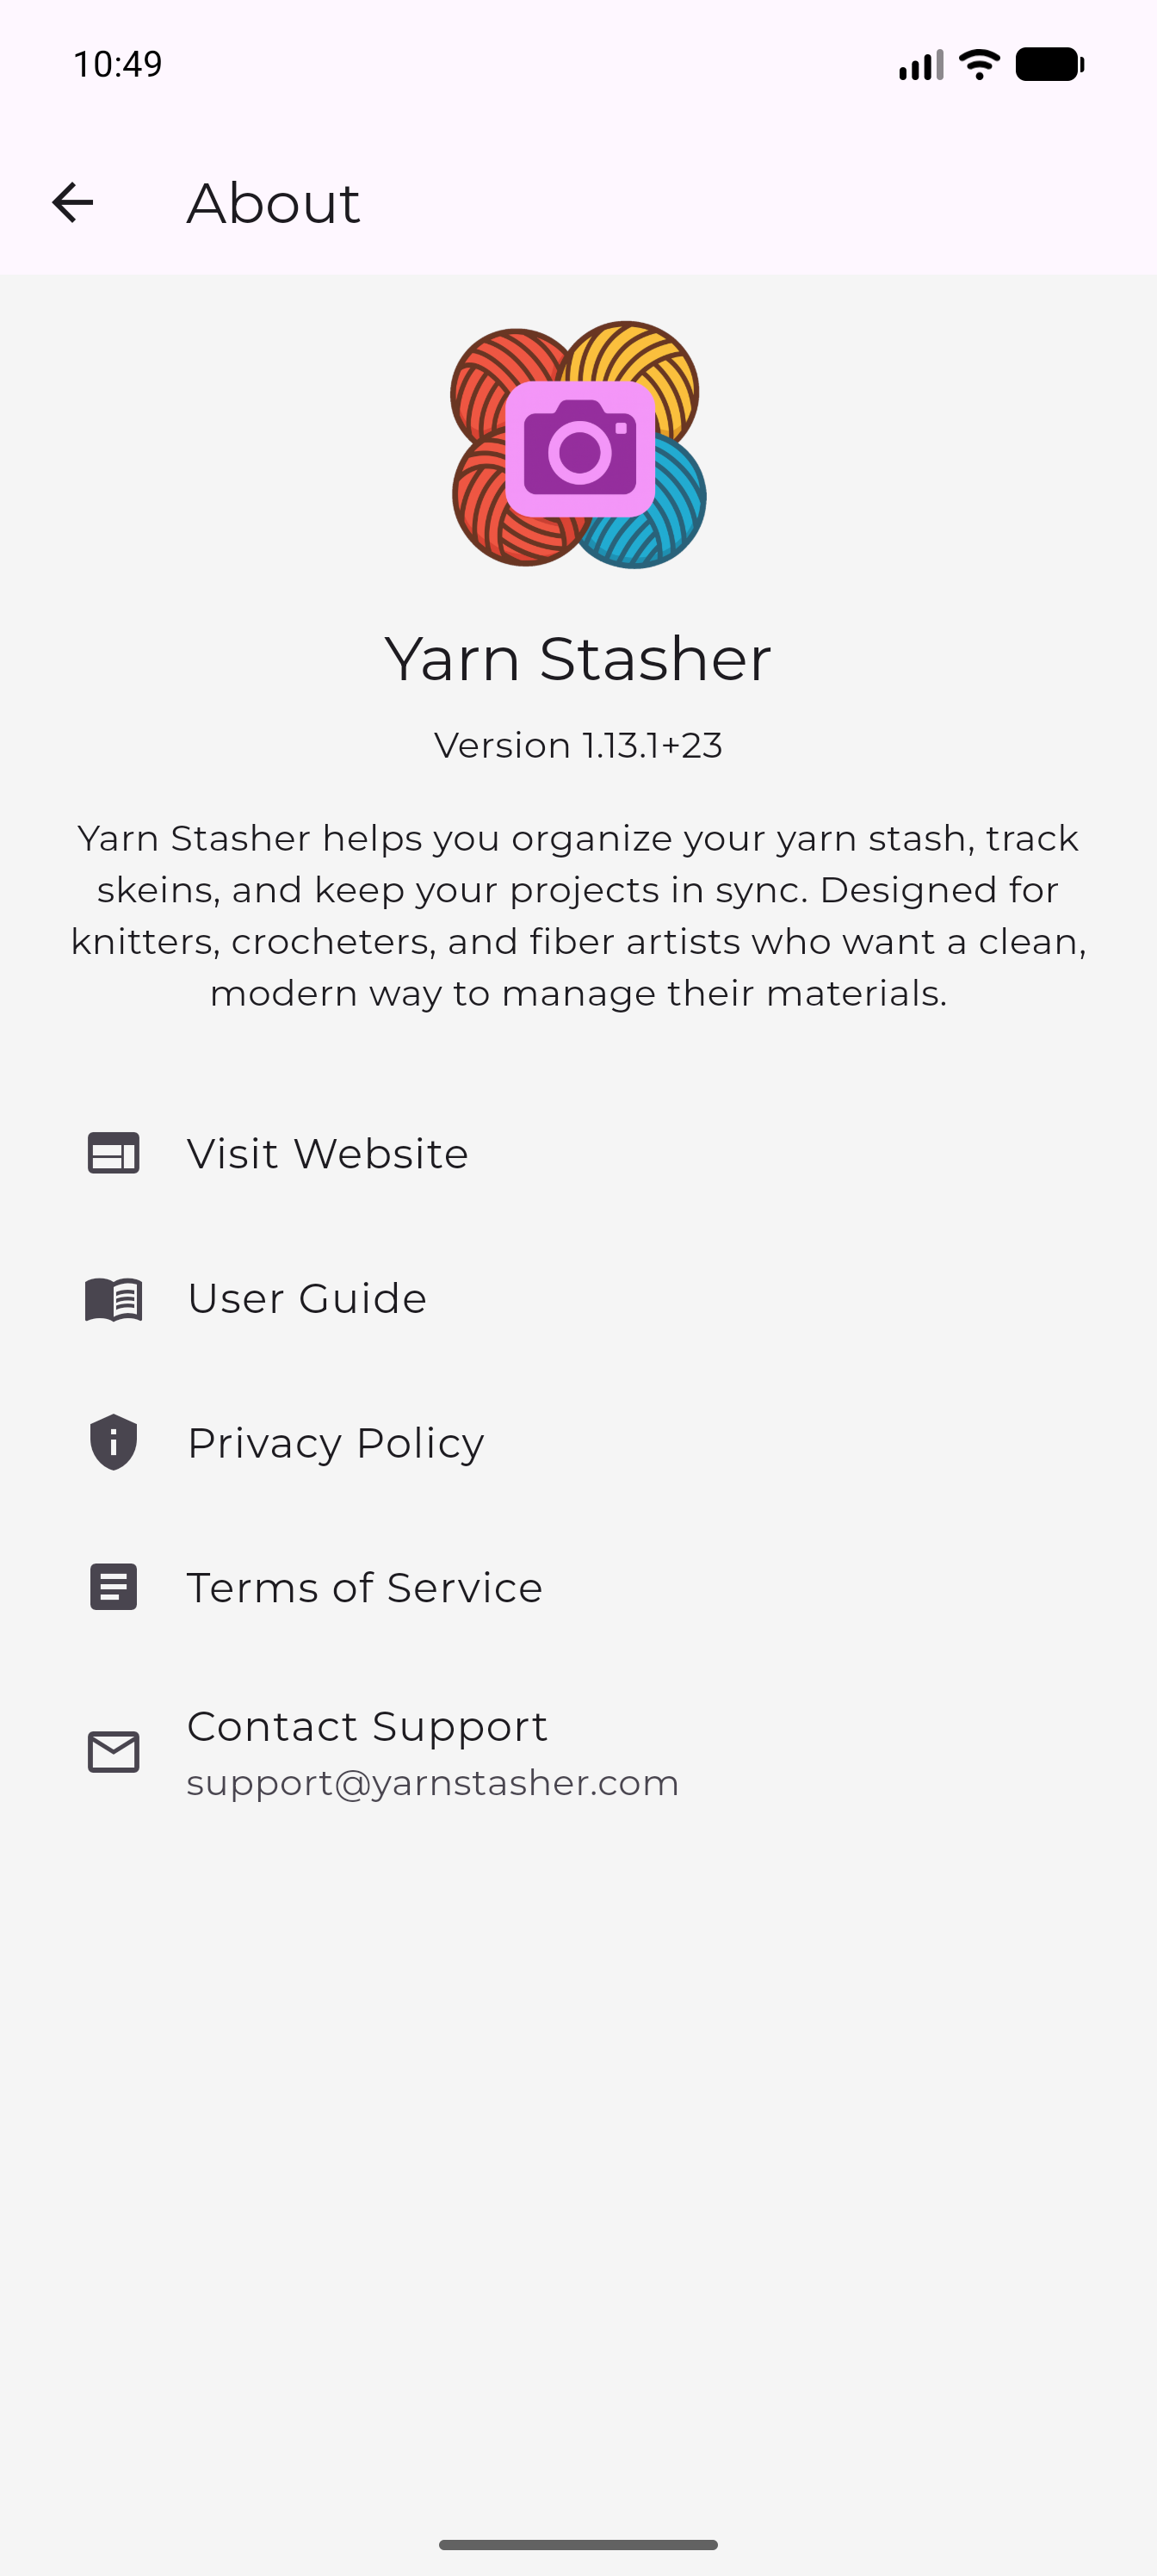 10:49
About
Yarn Stasher
Version 1.13.1+23
Yarn Stasher helps you organize your yarn stash, track
skeins, and keep your projects in sync. Designed for
knitters, crocheters, and fiber artists who want a clean,
modern way to manage their materials.
Visit Website
User Guide
Privacy Policy
Terms of Service
Contact Support
support@yarnstasher.com